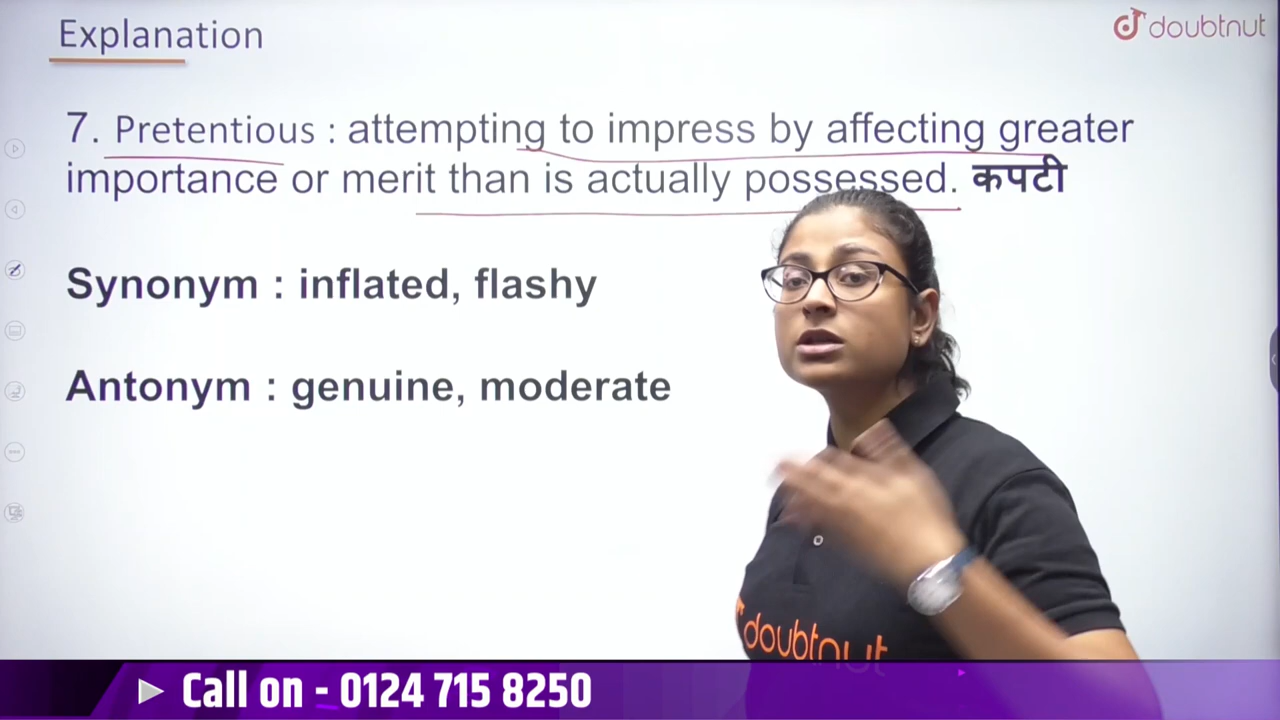 Explanation
doubtnut
7. Pretentious : attempting to impress by affecting greater
importance or merit than is actually possessed. कपटी
Synonym : inflated, flashy
Antonym : genuine, moderate
doubtnut
Call on - 0124 715 8250